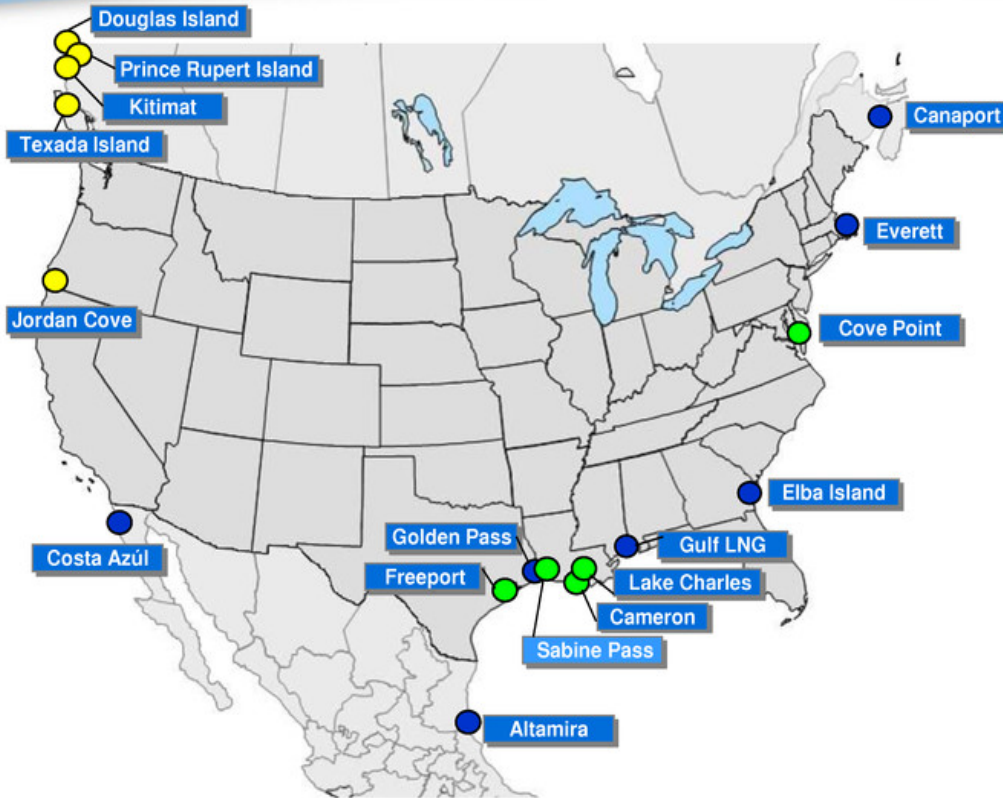 Douglas Island
Prince Rupert Island
Kitimat
Canaport
Texada Island
Everett
Jordan Cove
Cove Point
Elba Island
Golden Pass
Gulf LNG
Costa Azúl
Freeport
Lake Charles
Cameron
Sabine Pass
Altamira